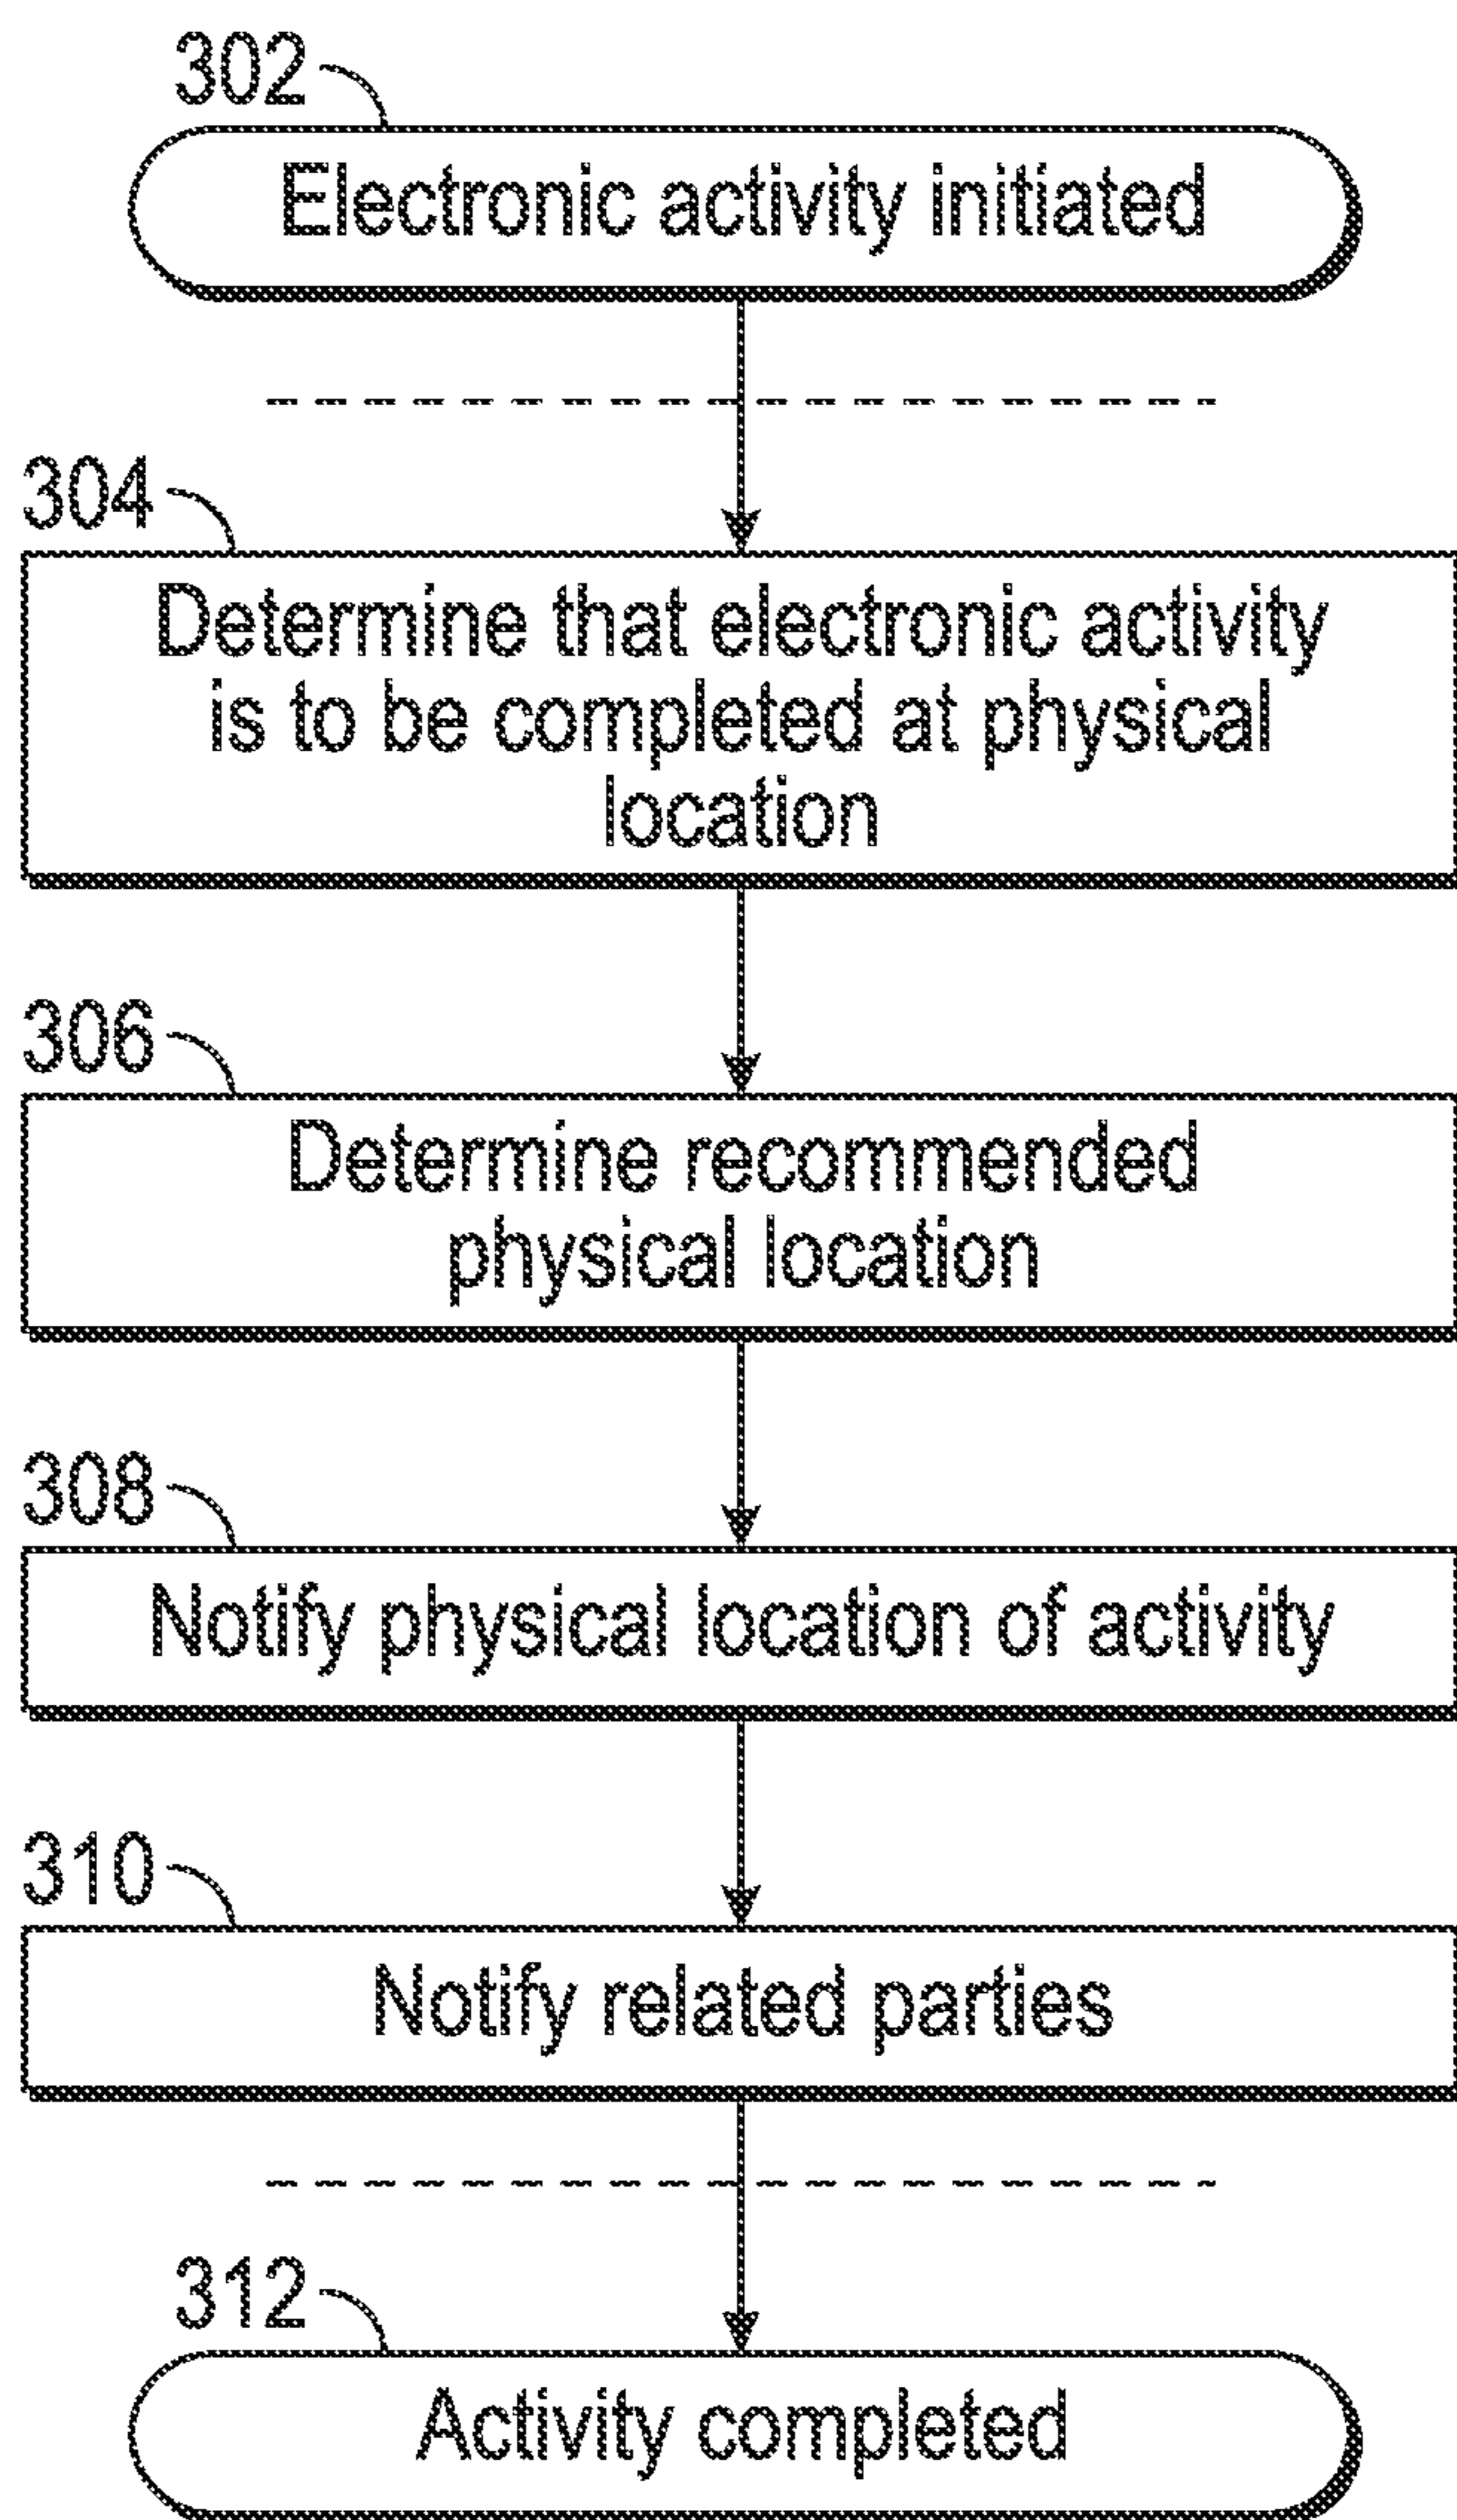 302
Electronic activity initiated
304
Determine that electronic activity
is to be completed at physical
location
306
Determine recommended
physical location
308
Notify physical location of activity
310
Notify related parties
312
Activity completed